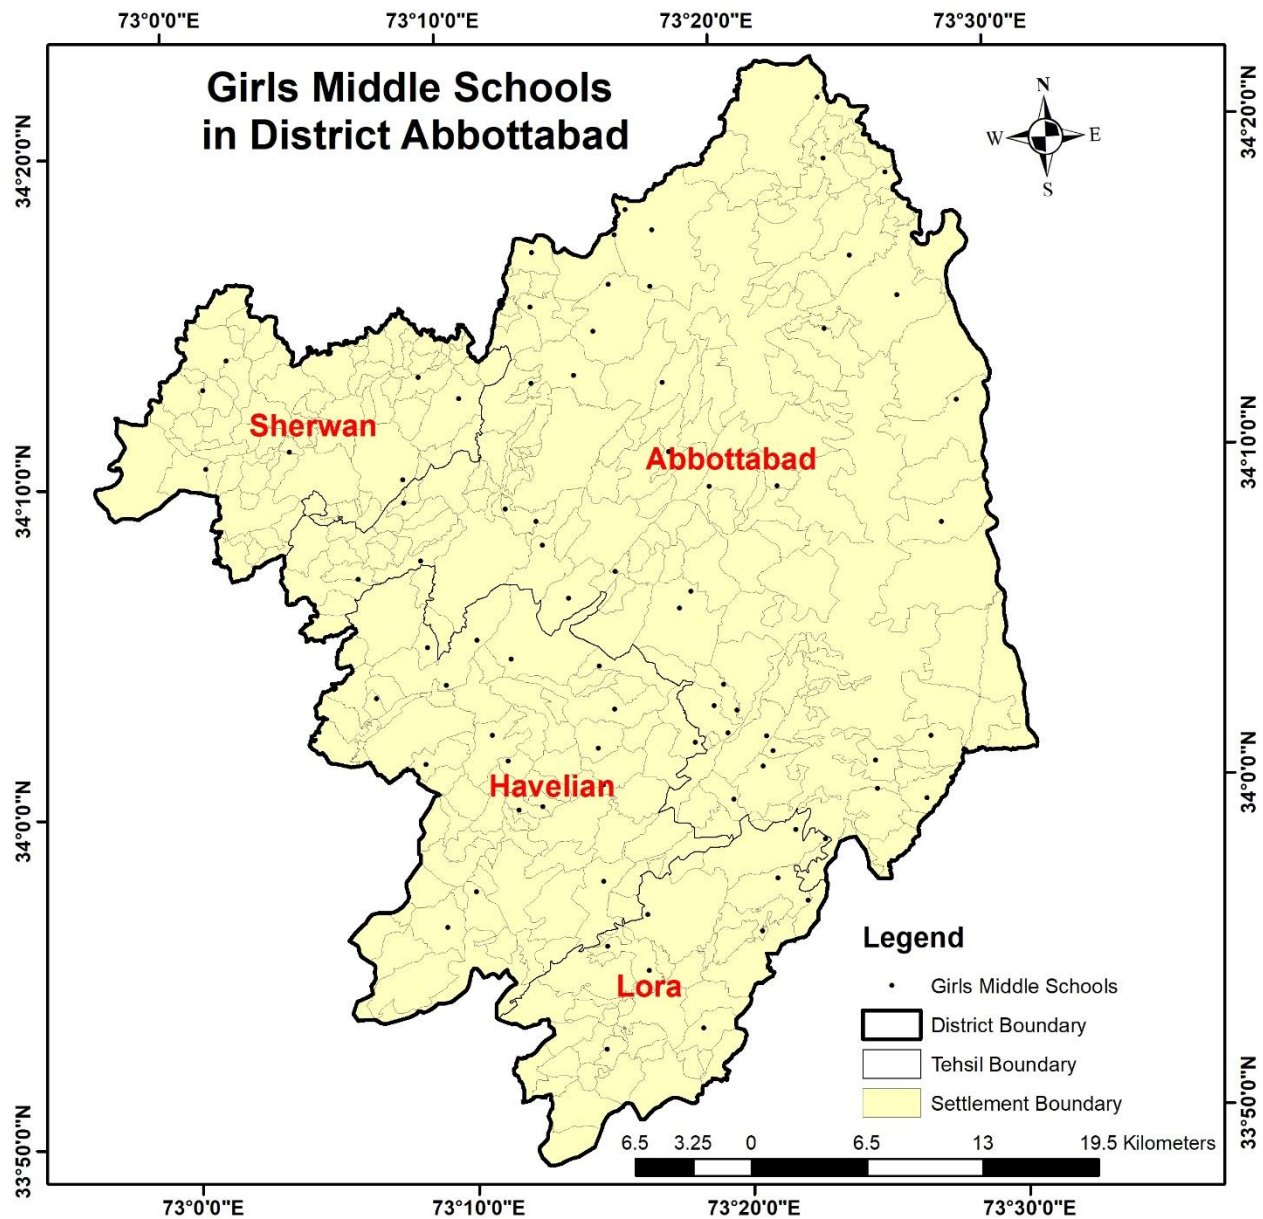 73°0'0"E
73°10'0"E
73°20'0"E
73°30'0"E
Girls Middle Schools
in District Abbottabad
N
W
E
S
34°20'0"N
34°20'0"N
Sherwan
Abbottabad
34°10'0"N
34°10'0"N
Havelian
34°0'0"N
34°0'0"N
Lora
Legend
Girls Middle Schools
District Boundary
Tehsil Boundary
Settlement Boundary
33°50'0"N
33°50'0"N
6.5 3.25 0 6.5 13 19.5 Kilometers
73°0'0"E
73°10'0"E
73°20'0"E
73°30'0"E